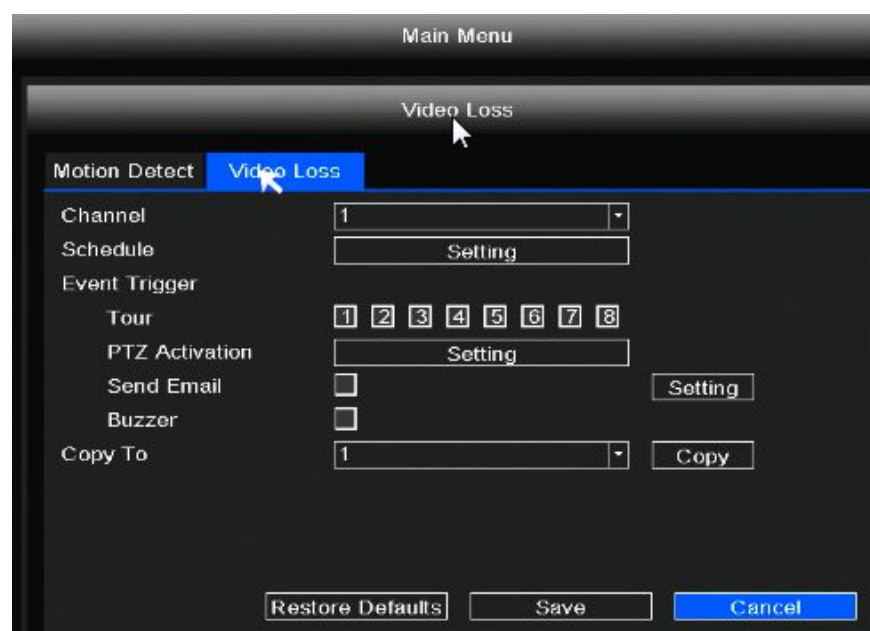 Main Menu
Video Loss
Motion Detect Video Loss
Channel 1
Schedule Setting
Event Trigger
Tour 1 2 3 4 5 6 7 8
PTZ Activation Setting
Send Email Setting
Buzzer
Copy To 1 Copy
Restore Defaults Save Cancel